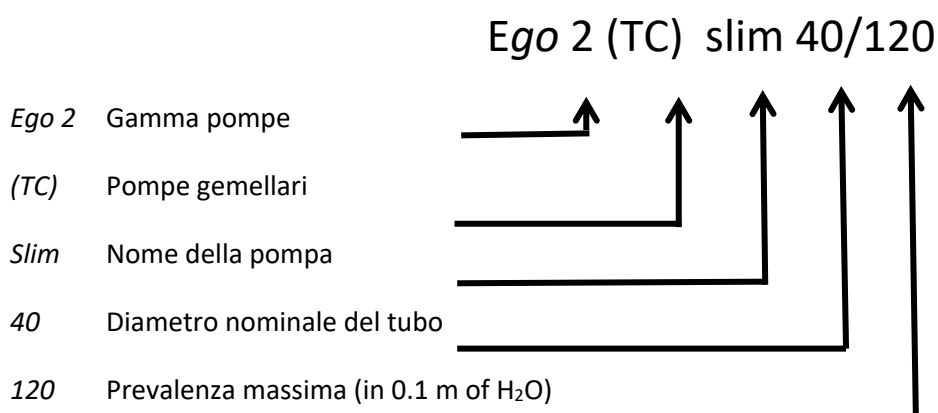 Ego 2 (TC) slim 40/120
Ego 2 Gamma pompe
(TC) Pompe gemellari
Slim Nome della pompa
40 Diametro nominale del tubo
120 Prevalenza massima (in 0.1 m of H₂O)